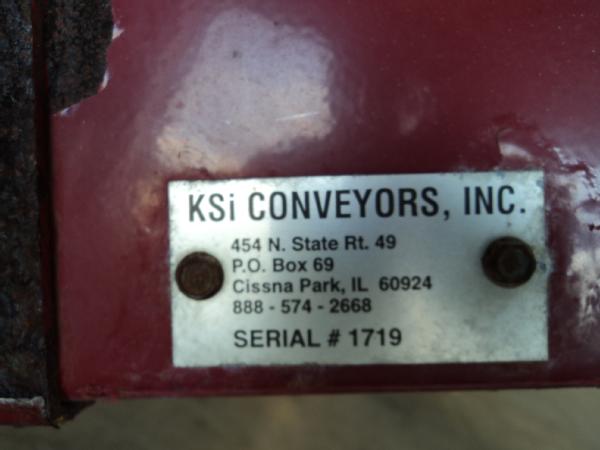 KSi CONVEYORS, INC.
454 N. State Rt. 49
P.O. Box 69
Cissna Park, IL 60924
888 - 574 - 2668
SERIAL # 1719